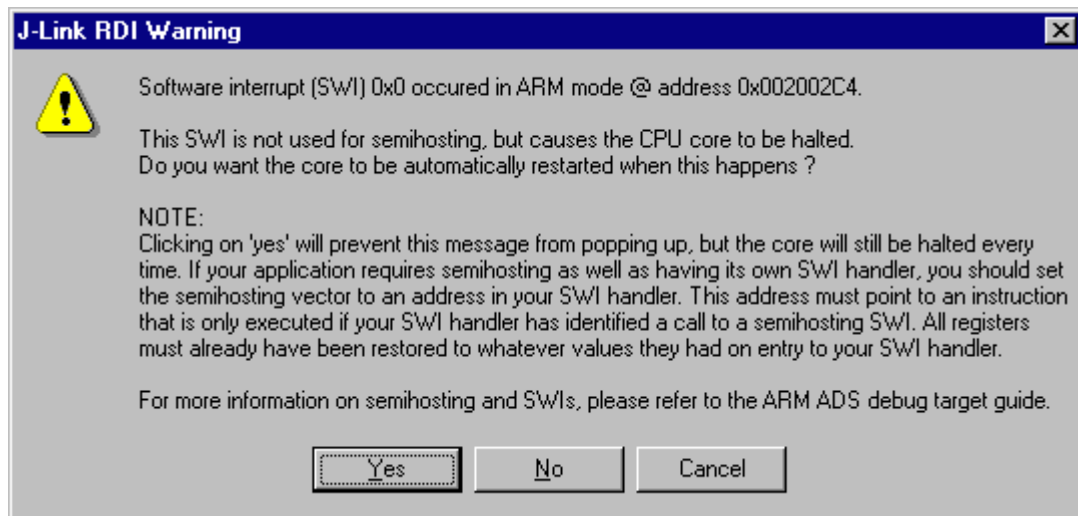 J-Link RDI Warning
Software interrupt (SWI) 0x0 occured in ARM mode @ address 0x002002C4.
This SWI is not used for semihosting, but causes the CPU core to be halted.
Do you want the core to be automatically restarted when this happens ?
NOTE:
Clicking on 'yes' will prevent this message from popping up, but the core will still be halted every
time. If your application requires semihosting as well as having its own SWI handler, you should set
the semihosting vector to an address in your SWI handler. This address must point to an instruction
that is only executed if your SWI handler has identified a call to a semihosting SWI. All registers
must already have been restored to whatever values they had on entry to your SWI handler.
For more information on semihosting and SWIs, please refer to the ARM ADS debug target guide.
Yes No Cancel